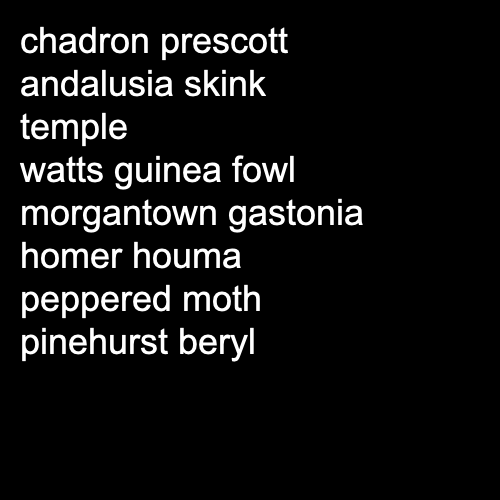 chadron prescott
andalusia skink
temple
watts guinea fowl
morgantown gastonia
homer houma
peppered moth
pinehurst beryl